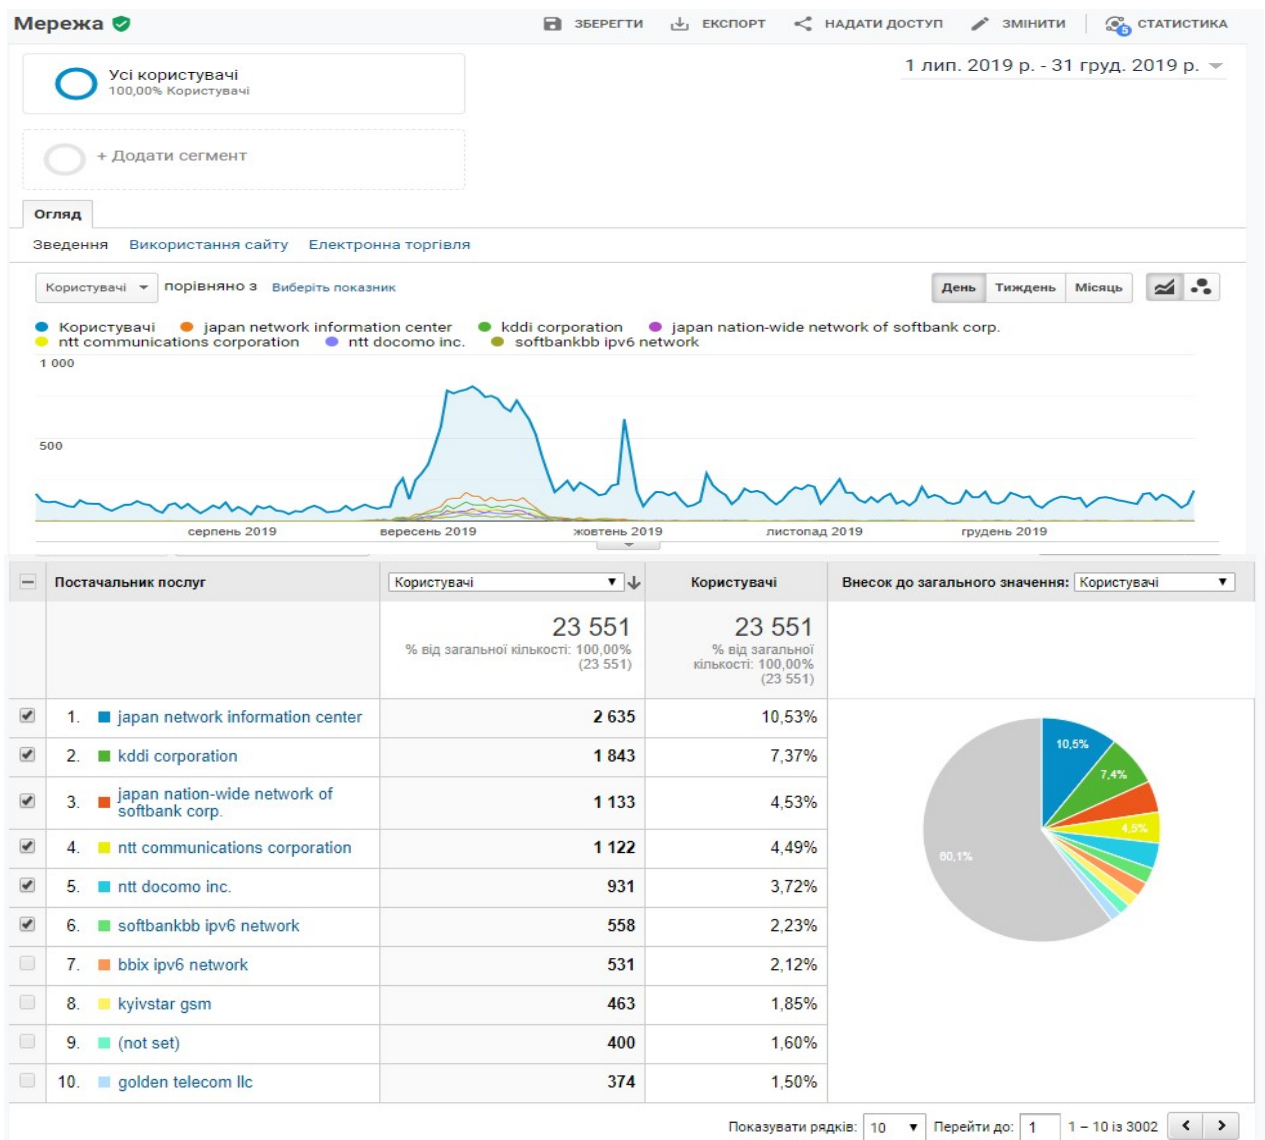 Мережа
ЗБЕРЕГТИ ЕКСПОРТ НАДАТИ ДОСТУП ЗМІНИТИ 5 СТАТИСТИКА
Усі користувачі
100,00% Користувачі
1 лип. 2019 р. - 31 груд. 2019 р.
+ Додати сегмент
Огляд
Зведення Використання сайту Електронна торгівля
Користувачі порівняно з Виберіть показник День Тиждень Місяць
Користувачі japan network information center kddi corporation japan nation-wide network of softbank corp.
ntt communications corporation ntt docomo inc. softbankbb ipv6 network
1 000
500
серпень 2019 вересень 2019 жовтень 2019 листопад 2019 грудень 2019
Постачальник послуг Користувачі Користувачі Внесок до загального значення: Користувачі
23 551 23 551
% від загальної кількості: 100,00% % від загальної
(23 551) кількості: 100,00%
(23 551)
1. japan network information center 2 635 10,53%
2. kddi corporation 1 843 7,37%
3. japan nation-wide network of
softbank corp. 1 133 4,53%
4. ntt communications corporation 1 122 4,49%
5. ntt docomo inc. 931 3,72%
6. softbankbb ipv6 network 558 2,23%
7. bbix ipv6 network 531 2,12%
8. kyivstar gsm 463 1,85%
9. (not set) 400 1,60%
10. golden telecom llc 374 1,50%
10,5%
7,4%
4,5%
60,1%
Показувати рядків: 10 Перейти до: 1 1 – 10 із 3002